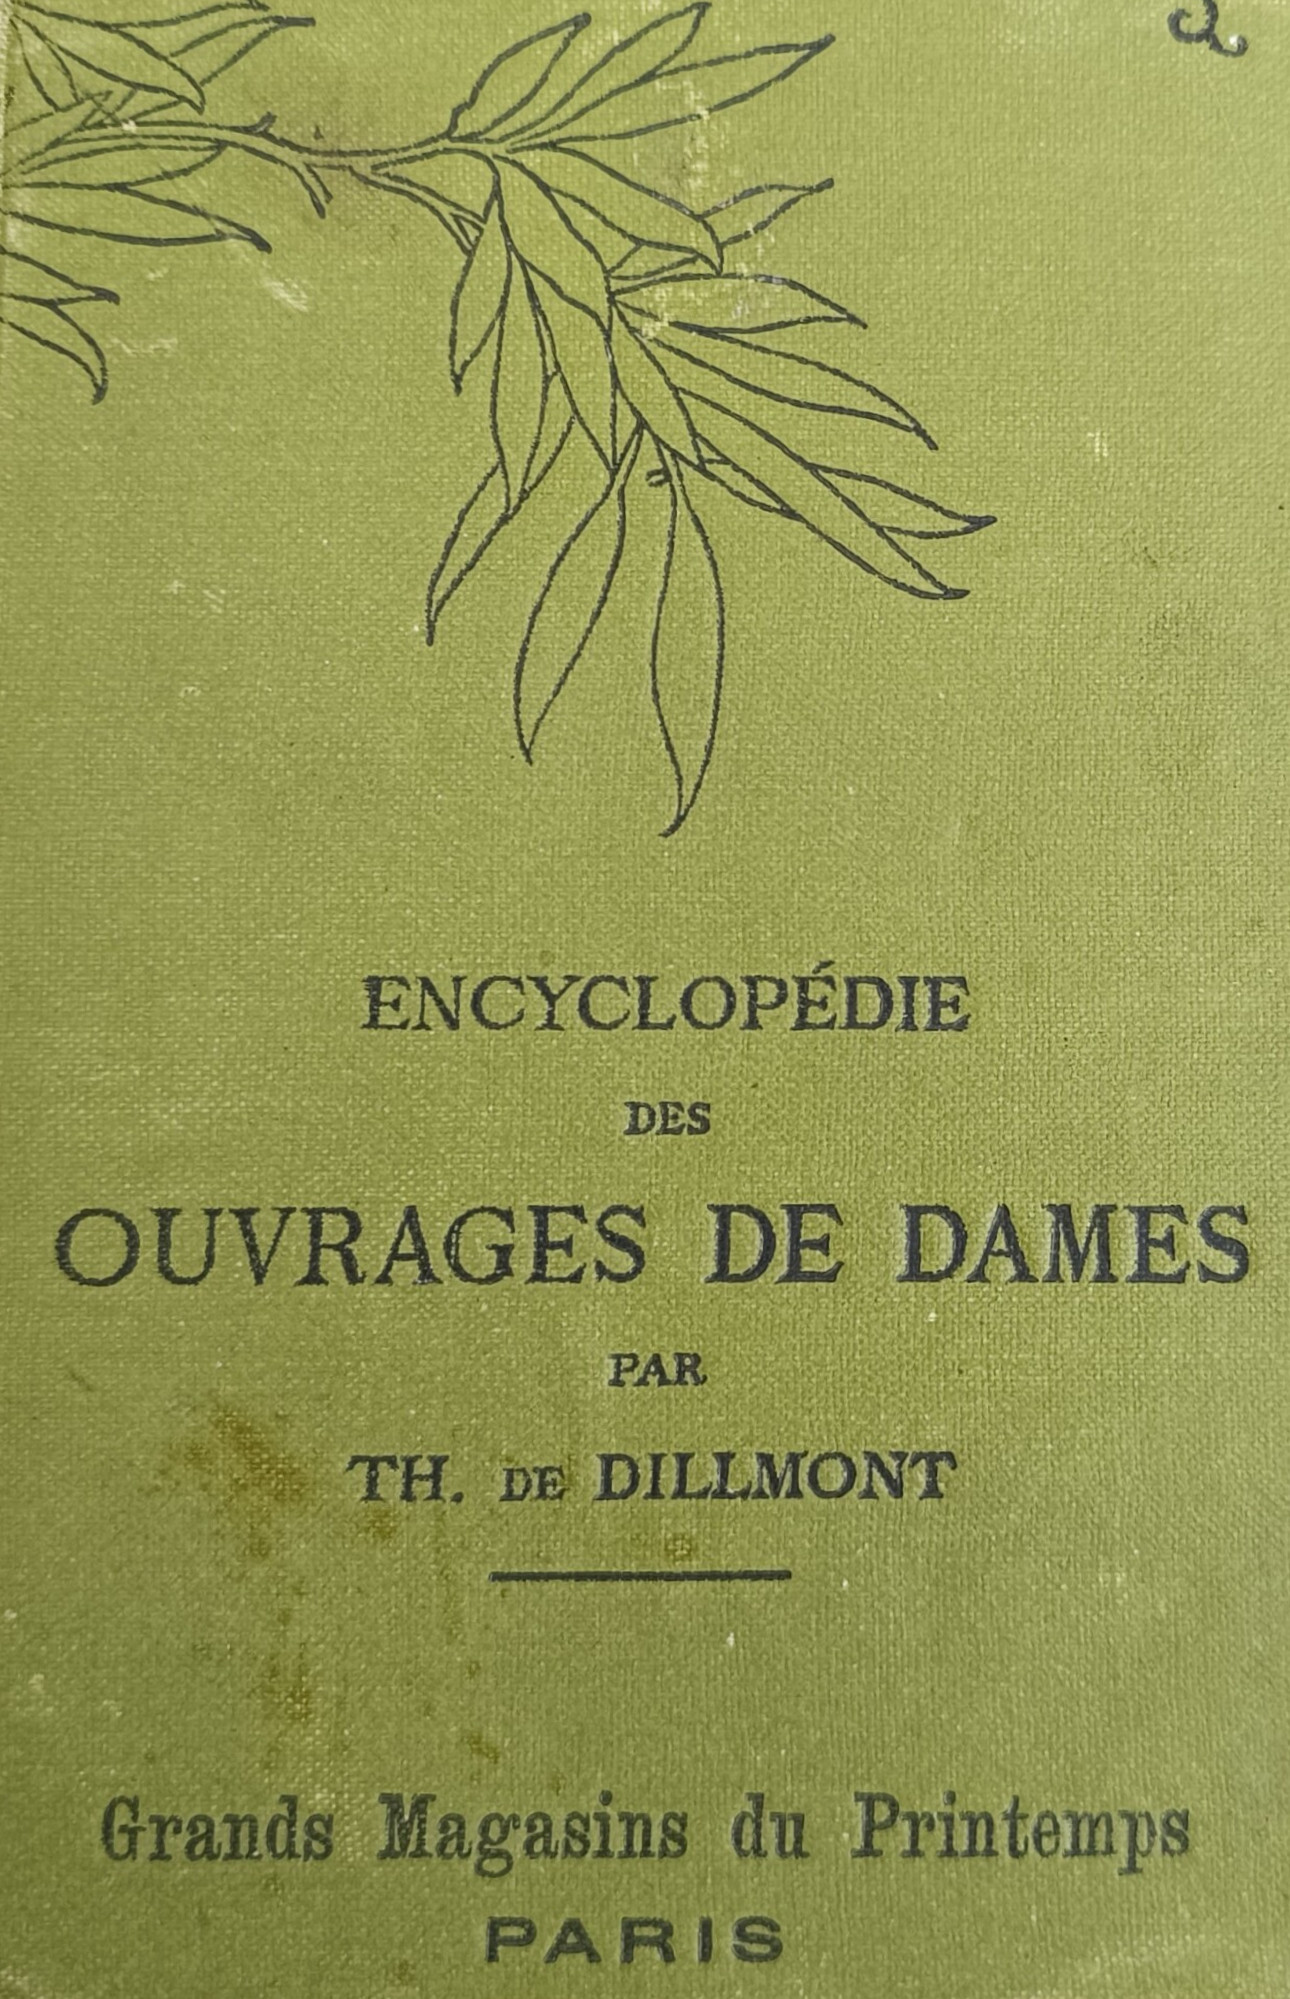 ENCYCLOPÉDIE
DES
OUVRAGES DE DAMES
PAR
TH. DE DILLMONT
Grands Magasins du Printemps
PARIS